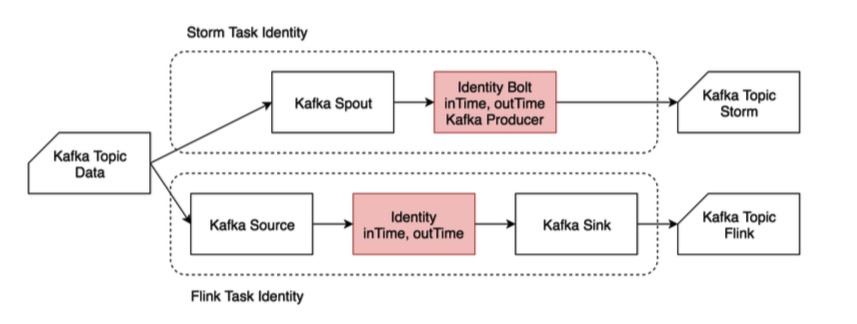 Storm Task Identity
Kafka Spout
Identity Bolt
inTime, outTime
Kafka Producer
Kafka Topic
Storm
Kafka Topic
Data
Kafka Source
Identity
inTime, outTime
Kafka Sink
Kafka Topic
Flink
Flink Task Identity